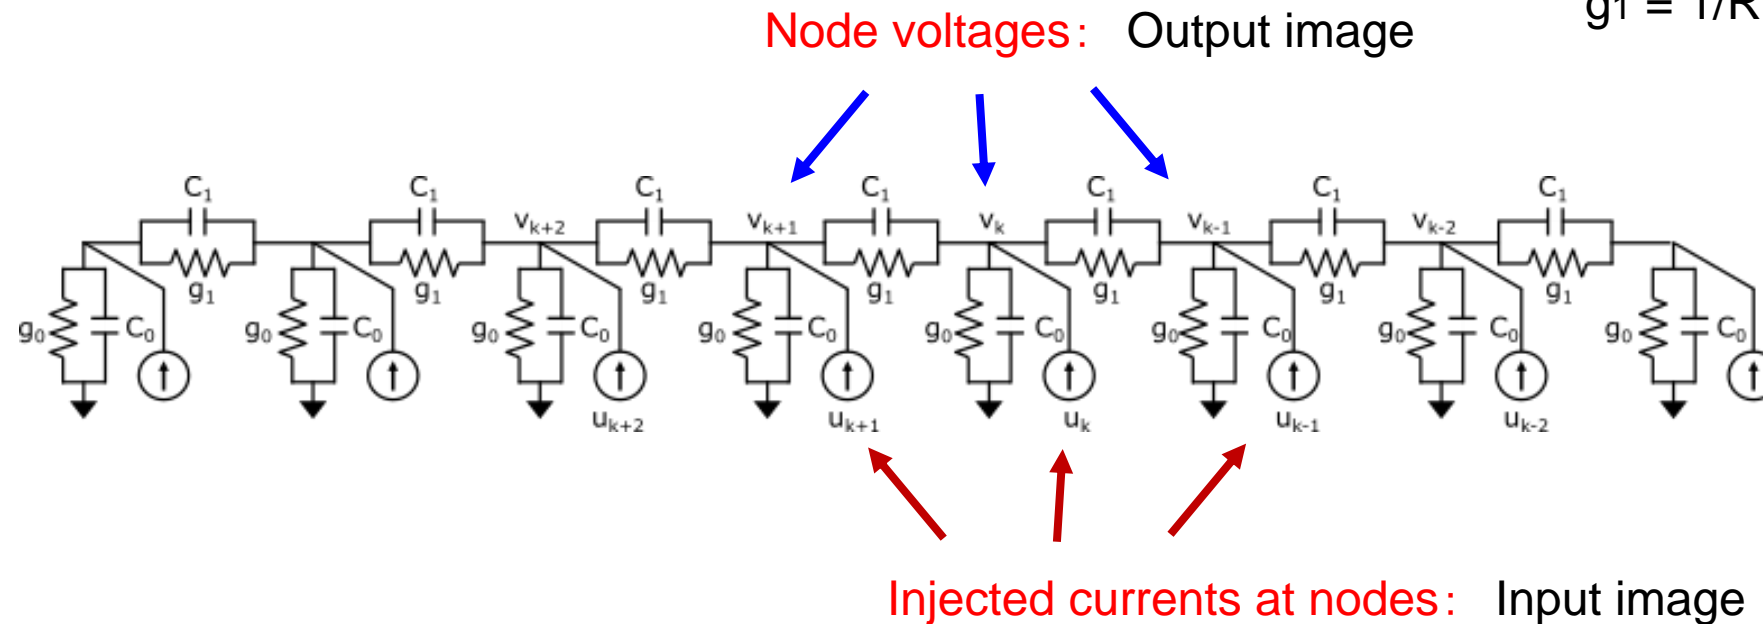 g1 = 1/R
Node voltages: Output image
C1 C1 C1 C1 C1 C1 C1
vk+2 vk+1 vk vk-1 vk-2
g1 g1 g1 g1 g1 g1 g1
g0 C0 g0 C0 g0 C0 g0 C0 g0 C0 g0 C0 g0 C0 g0 C0
uk+2 uk+1 uk uk-1 uk-2
Injected currents at nodes: Input image